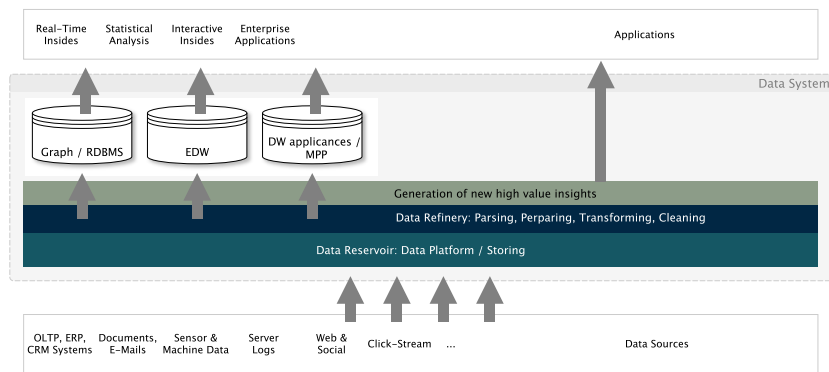 Real-Time Statistical Interactive Enterprise
Insides Analysis Insides Applications
Applications
Data System
Graph / RDBMS
EDW
DW applicances /
MPP
Generation of new high value insights
Data Refinery: Parsing, Perparing, Transforming, Cleaning
Data Reservoir: Data Platform / Storing
OLTP, ERP,
CRM Systems
Documents,
E-Mails
Sensor &
Machine Data
Server
Logs
Web &
Social
Click-Stream
...
Data Sources